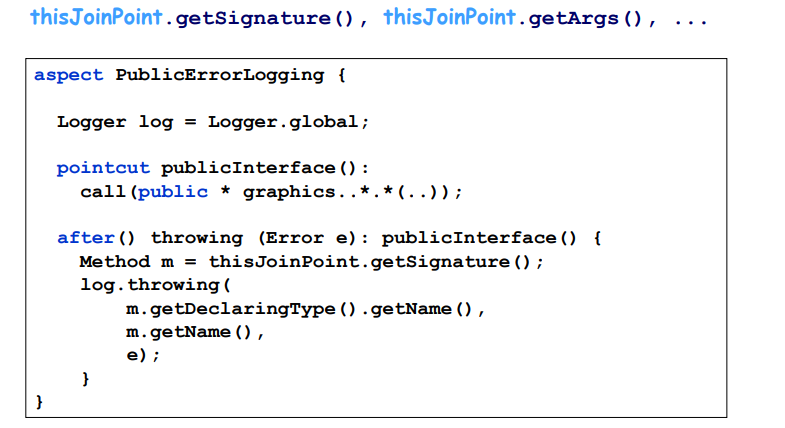 thisJoinPoint.getSignature(), thisJoinPoint.getArgs(), ...
aspect PublicErrorLogging {
Logger log = Logger.global;
pointcut publicInterface():
call(public * graphics..*.*(..));
after() throwing (Error e): publicInterface() {
Method m = thisJoinPoint.getSignature();
log.throwing(
m.getDeclaringType().getName(),
m.getName(),
e);
}
}